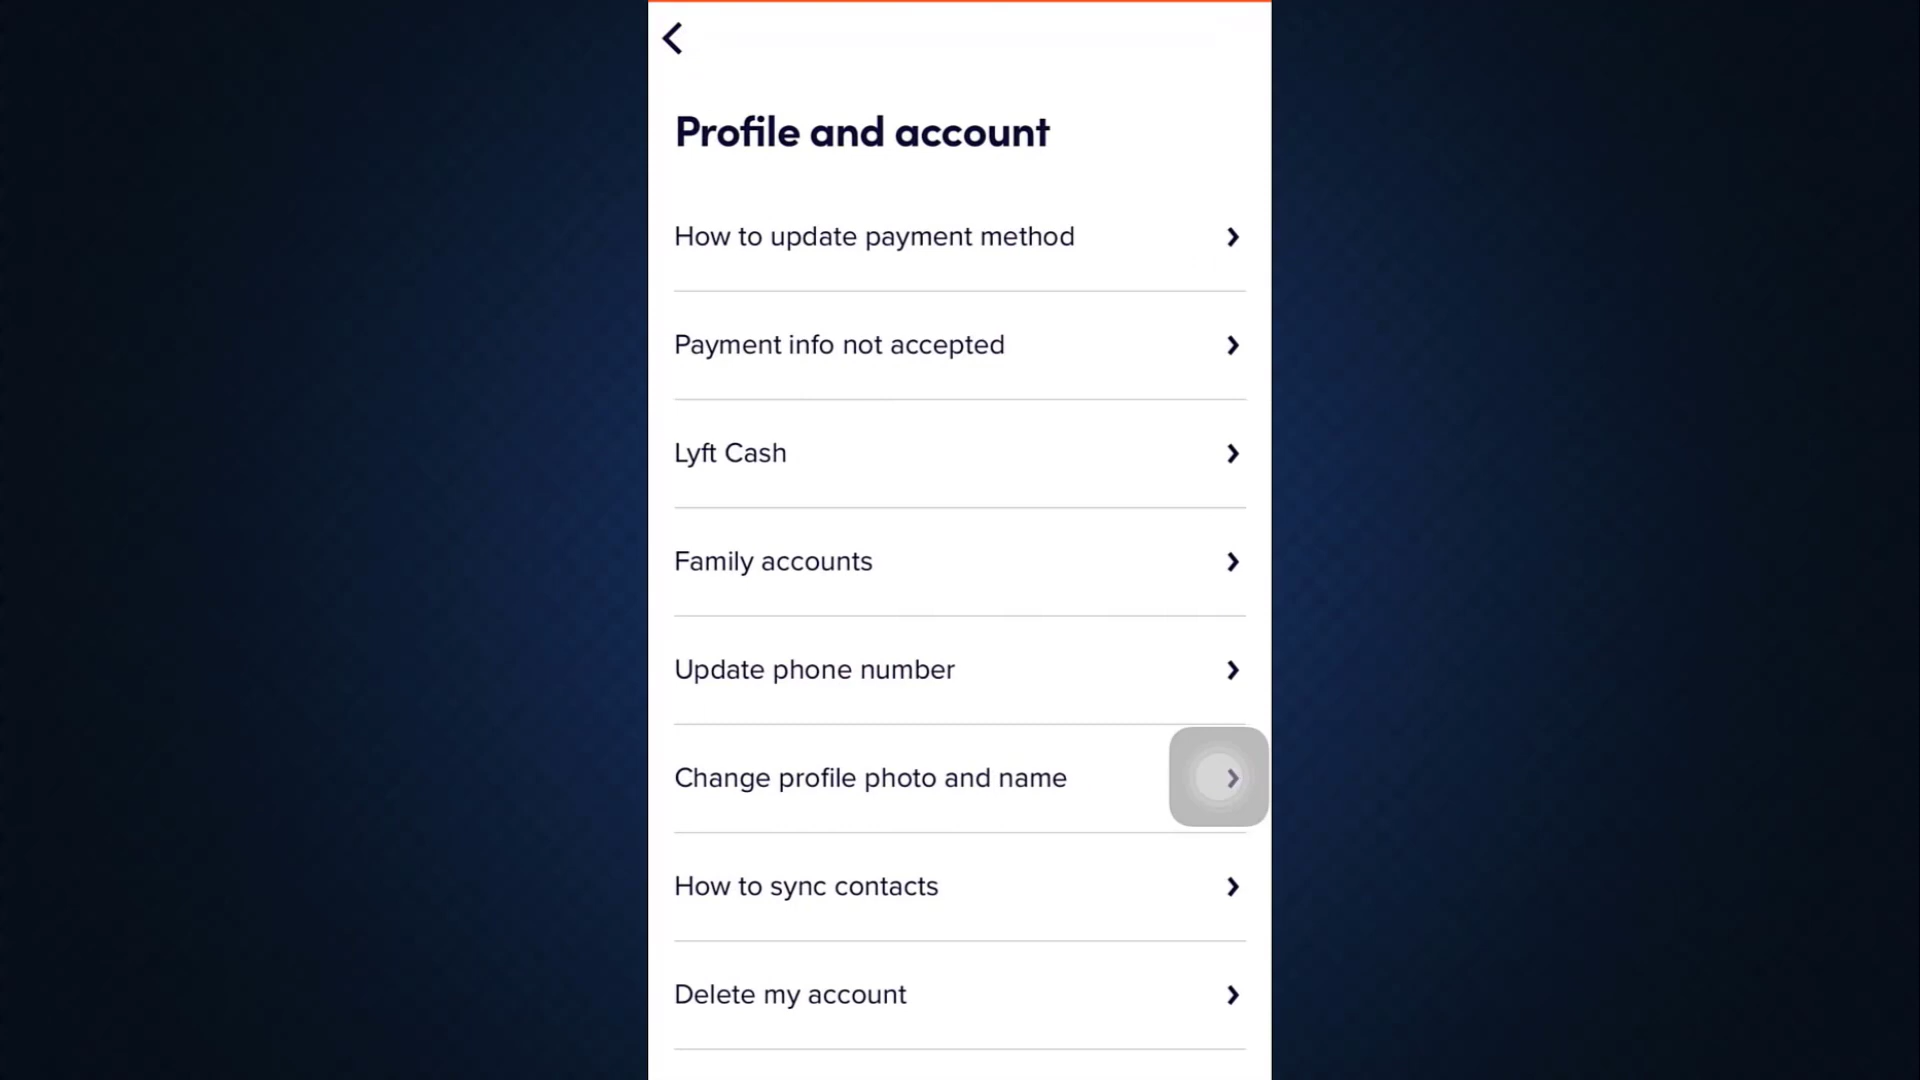 Profile and account
How to update payment method
Payment info not accepted
Lyft Cash
Family accounts
Update phone number
Change profile photo and name
How to sync contacts
Delete my account